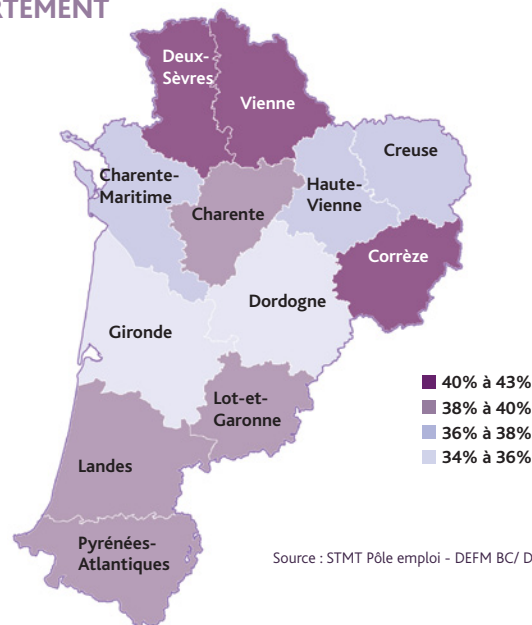 RTEMENT
Deux-
Sèvres
Vienne
Creuse
Charente-
Maritime
Haute-
Vienne
Charente
Corrèze
Dordogne
Gironde
40% à 43%
38% à 40%
36% à 38%
34% à 36%
Lot-et-
Garonne
Landes
Pyrénées-
Atlantiques
Source : STMT Pôle emploi - DEFM BC/ D